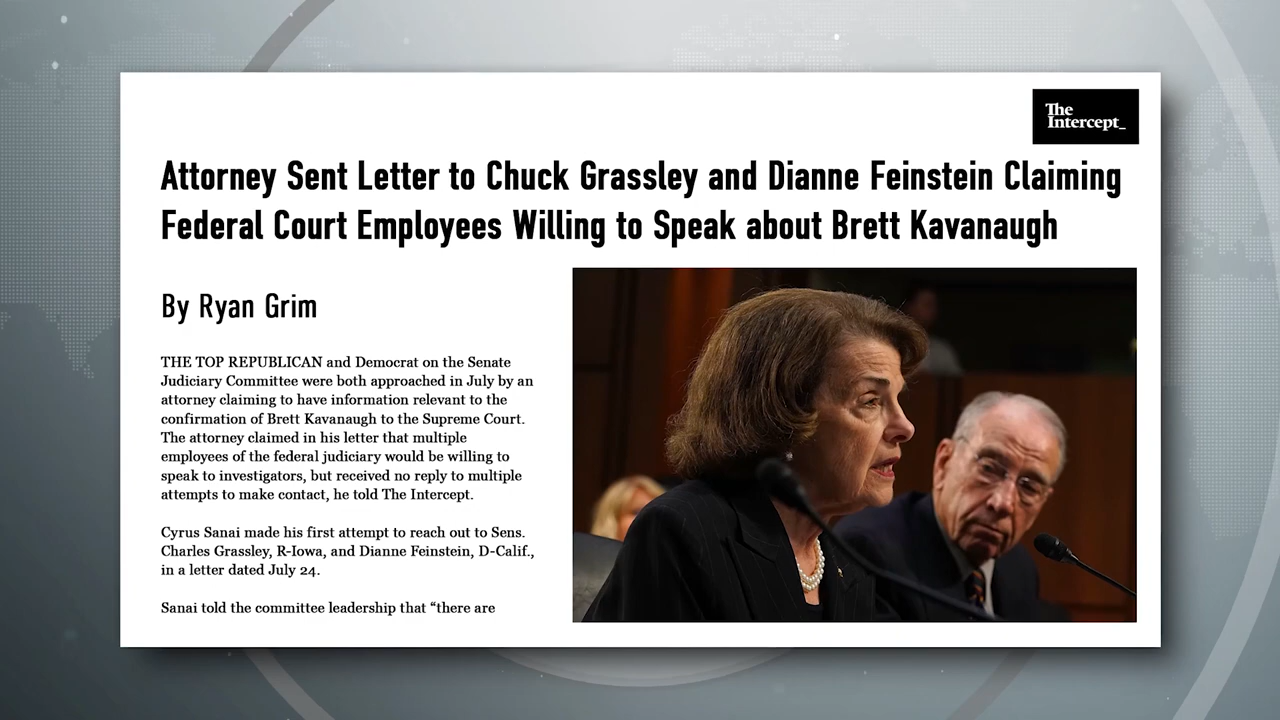 The
Intercept_
Attorney Sent Letter to Chuck Grassley and Dianne Feinstein Claiming
Federal Court Employees Willing to Speak about Brett Kavanaugh
By Ryan Grim
THE TOP REPUBLICAN and Democrat on the Senate
Judiciary Committee were both approached in July by an
attorney claiming to have information relevant to the
confirmation of Brett Kavanaugh to the Supreme Court.
The attorney claimed in his letter that multiple
employees of the federal judiciary would be willing to
speak to investigators, but received no reply to multiple
attempts to make contact, he told The Intercept.
Cyrus Sanai made his first attempt to reach out to Sens.
Charles Grassley, R-Iowa, and Dianne Feinstein, D-Calif.,
in a letter dated July 24.
Sanai told the committee leadership that “there are